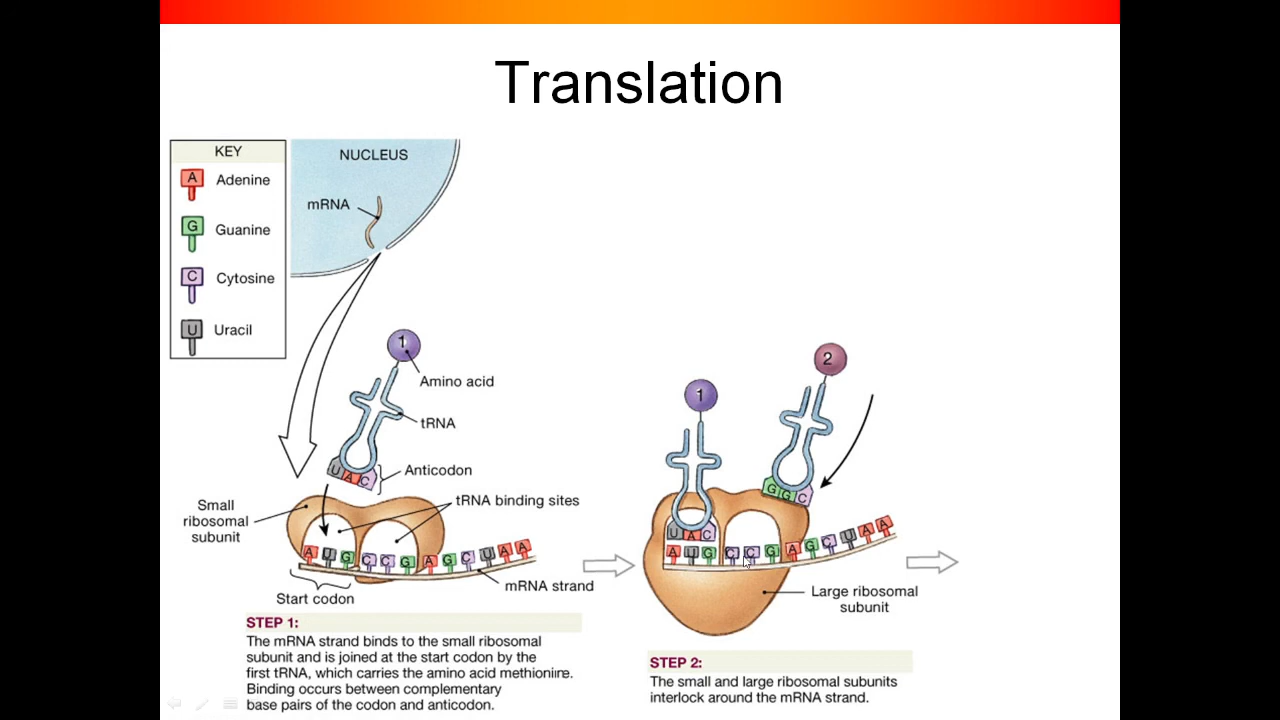 Translation
KEY
A Adenine
G Guanine
C Cytosine
U Uracil
NUCLEUS
mRNA
1
Amino acid
tRNA
U A C
Anticodon
Small
ribosomal
subunit
tRNA binding sites
A U G C C G A G C U A A
mRNA strand
Start codon
STEP 1:
The mRNA strand binds to the small ribosomal
subunit and is joined at the start codon by the
first tRNA, which carries the amino acid methionine.
Binding occurs between complementary
base pairs of the codon and anticodon.
1
2
G G C
U A C
A U G C C G A G C U A A
Large ribosomal
subunit
STEP 2:
The small and large ribosomal subunits
interlock around the mRNA strand.